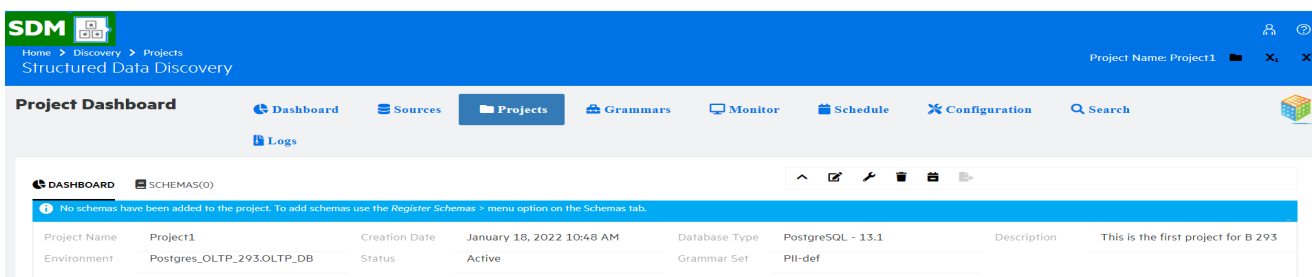 SDM
Home > Discovery > Projects
Structured Data Discovery
Project Name: Project1
Project Dashboard
Dashboard Sources Projects Grammars Monitor Schedule Configuration Search
Logs
DASHBOARD SCHEMAS(0)
No schemas have been added to the project. To add schemas use the Register Schemas > menu option on the Schemas tab.
Project Name Project1 Creation Date January 18, 2022 10:48 AM Database Type PostgreSQL - 13.1 Description This is the first project for B 293
Environment Postgres_OLTP_293.OLTP_DB Status Active Grammar Set PII-def